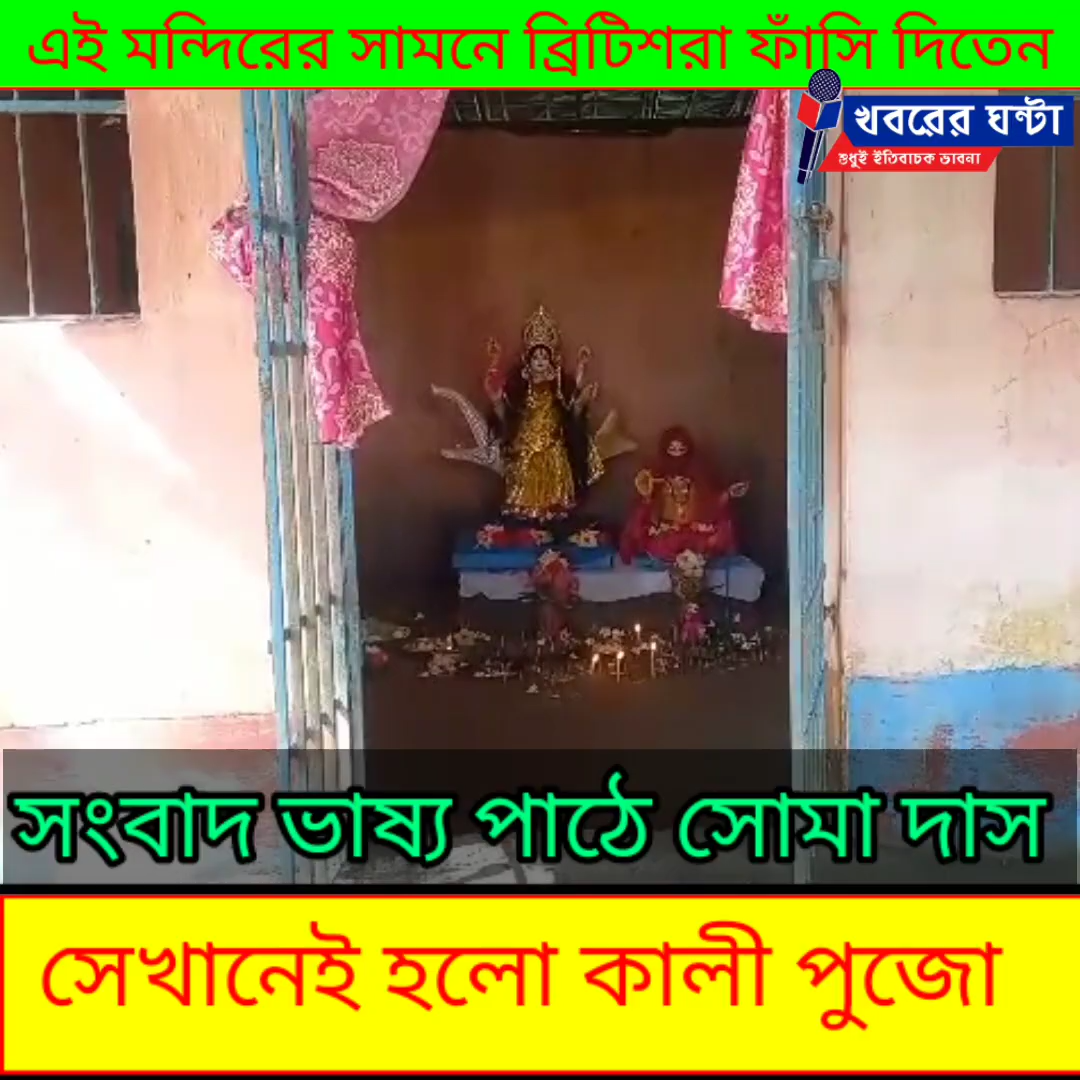 এই মন্দিরের সামনে ব্রিটিশরা ফাঁসি দিতেন
খবরের ঘন্টা
শুধুই ইতিবাচক ভাবনা
সংবাদ ভাষ্য পাঠে সোমা দাস
সেখানেই হলো কালী পুজো